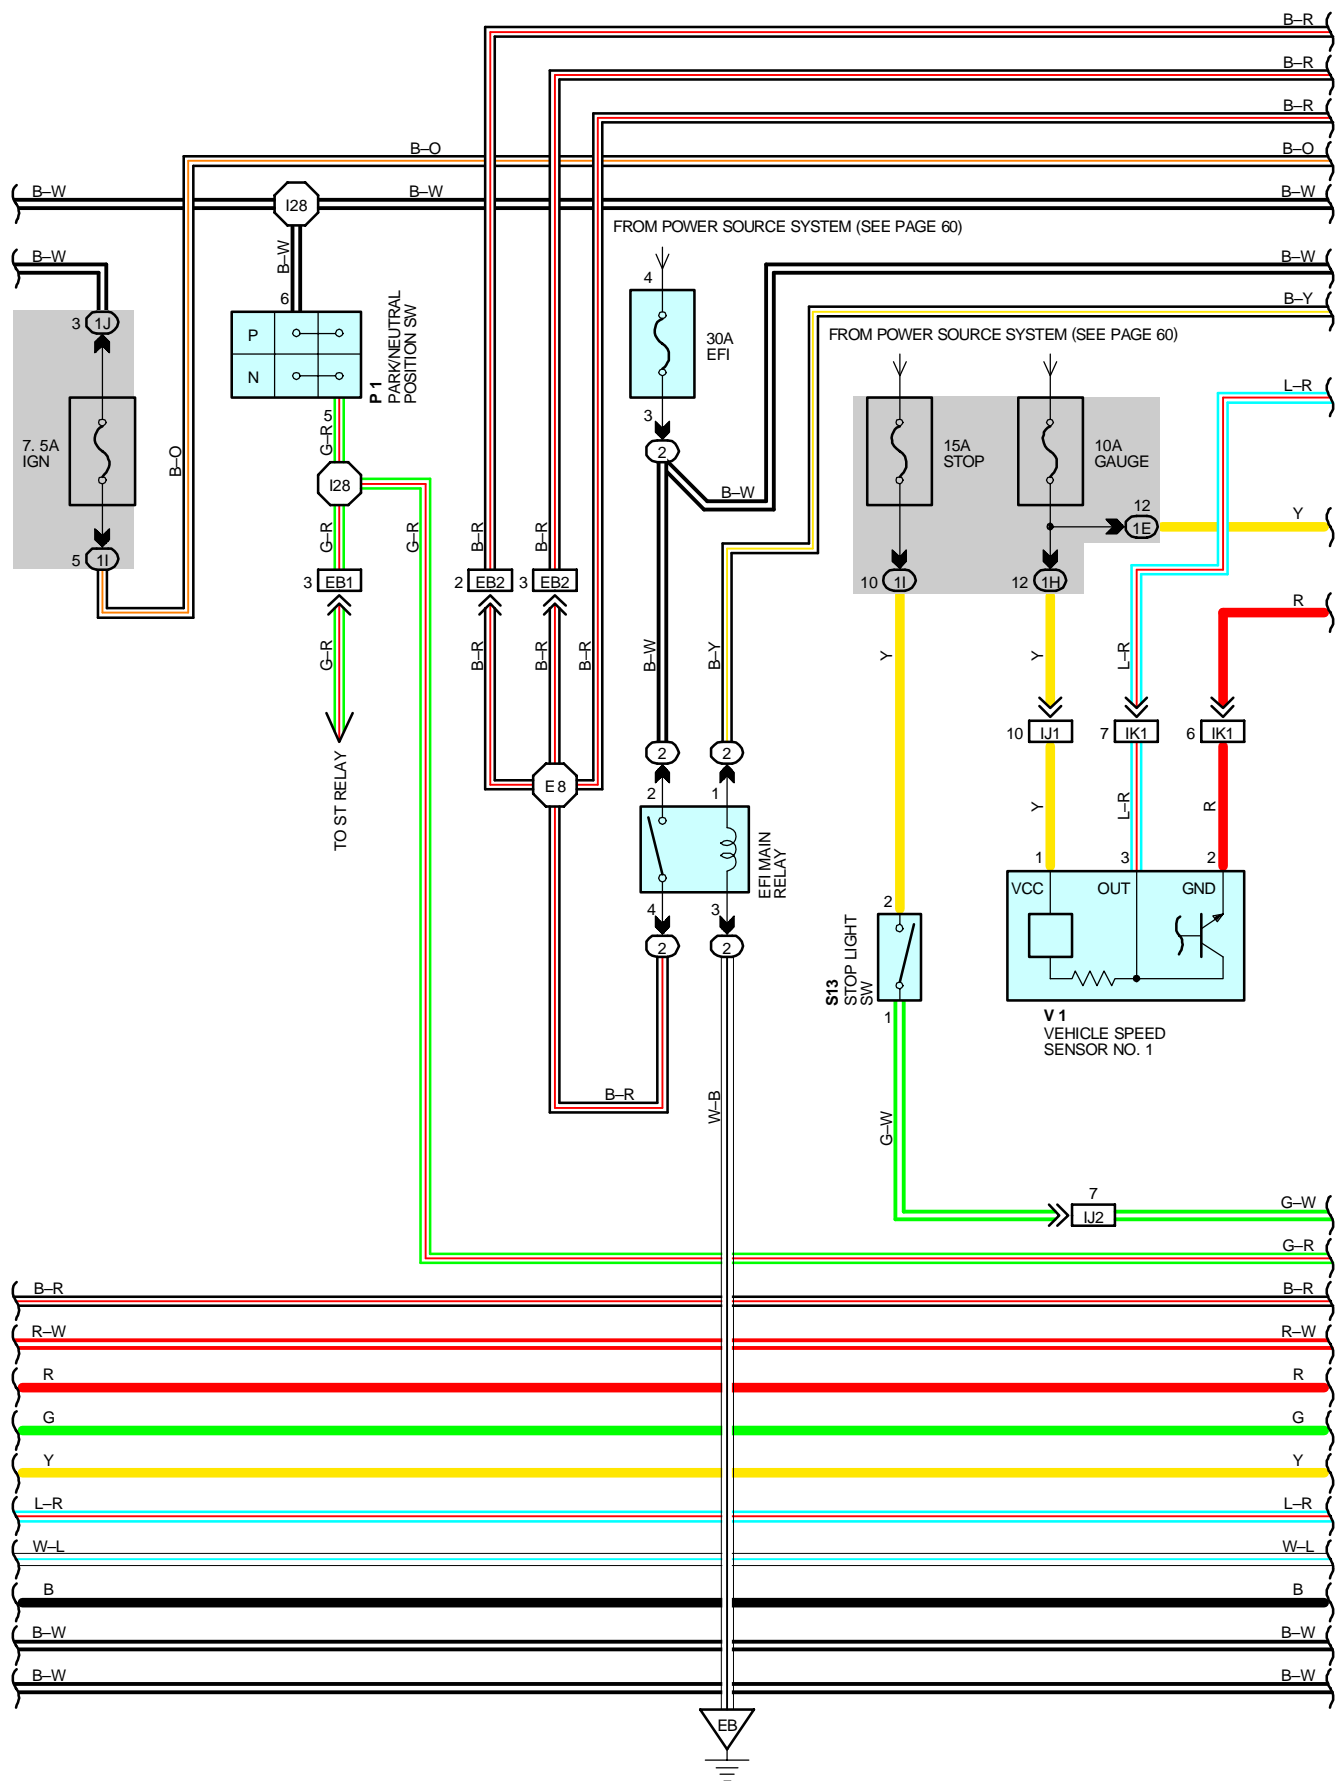 B–R
B–R
B–R
B–O
B–O
B–W
I28
B–W
B–W
FROM POWER SOURCE SYSTEM (SEE PAGE 60)
B–W
B–W
B–W
4
B–Y
6
3
1J
P
N
P 1
PARK/NEUTRAL
POSITION SW
30A
EFI
FROM POWER SOURCE SYSTEM (SEE PAGE 60)
L–R
5
G–R
3
2
7. 5A
IGN
B–O
15A
STOP
10A
GAUGE
I28
B–W
12
1E
Y
G–R
G–R
B–R
B–R
5
1I
3
EB1
2
EB2
3
EB2
10
1I
12
1H
R
G–R
B–R
B–R
B–R
B–W
B–Y
Y
Y
L–R
10
IJ1
7
IK1
6
IK1
2
2
TO ST RELAY
E 8
2
1
EFI MAIN
RELAY
Y
L–R
R
1
3
2
VCC
OUT
GND
4
3
2
2
2
S13
STOP LIGHT
SW
1
V 1
VEHICLE SPEED
SENSOR NO. 1
B–R
W–B
G–W
7
IJ2
G–W
G–R
B–R
B–R
R–W
R–W
R
R
G
G
Y
Y
L–R
L–R
W–L
W–L
B
B
B–W
B–W
B–W
B–W
EB